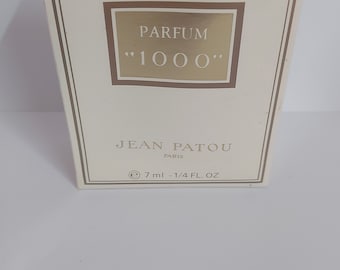 PARFUM
"1000"
JEAN PATOU
PARIS
℮ 7 ml - 1/4 FL. OZ